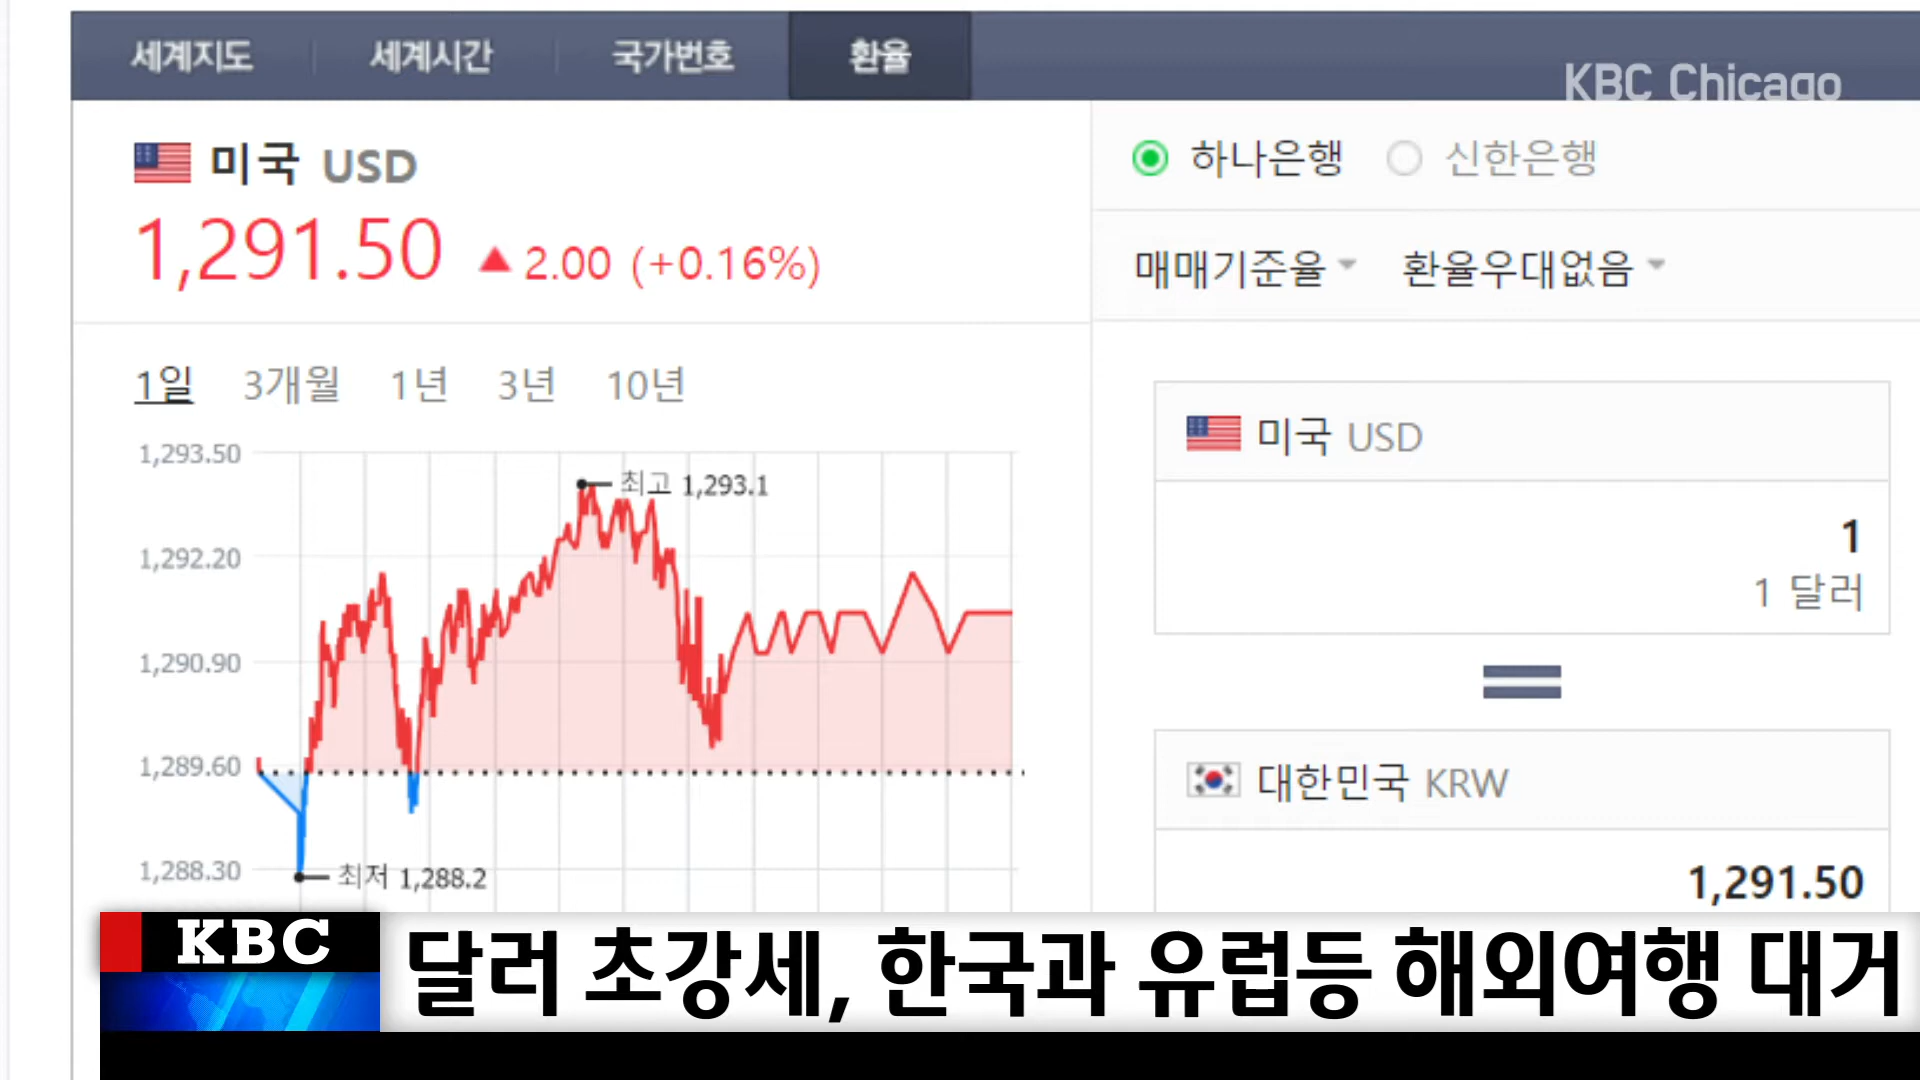 세계지도 세계시간 국가번호 환율
KBC Chicago
미국 USD
1,291.50 ▲ 2.00 (+0.16%)
하나은행 신한은행
매매기준율 환율우대없음
1일 3개월 1년 3년 10년
1,293.50
최고 1,293.1
1,292.20
1,290.90
1,289.60
1,288.30
최저 1,288.2
미국 USD
1
1 달러
대한민국 KRW
1,291.50
KBC
달러 초강세, 한국과 유럽등 해외여행 대거